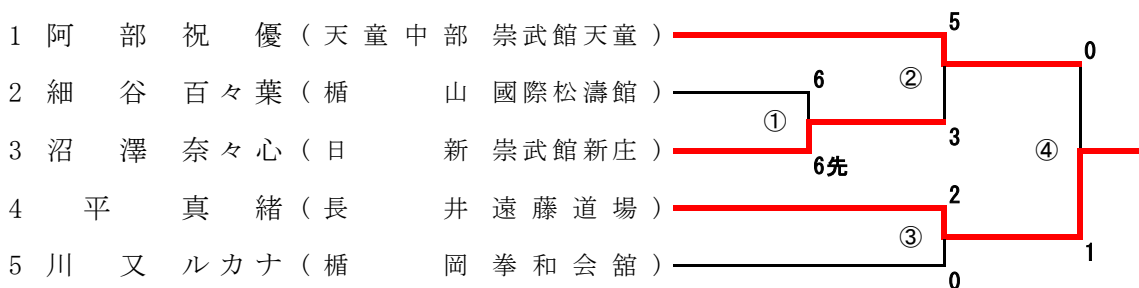 1 阿部祝優(天童中部 崇武館天童) 5
0
2 細谷百々葉(楯山 國際松濤館) 6 ②
①
3 沼澤奈々心(日新 崇武館新庄) 6先 3 ④
4 平真緒(長井 遠藤道場) 2
③ 1
5 川又ルカナ(楯岡 拳和会舘) 0